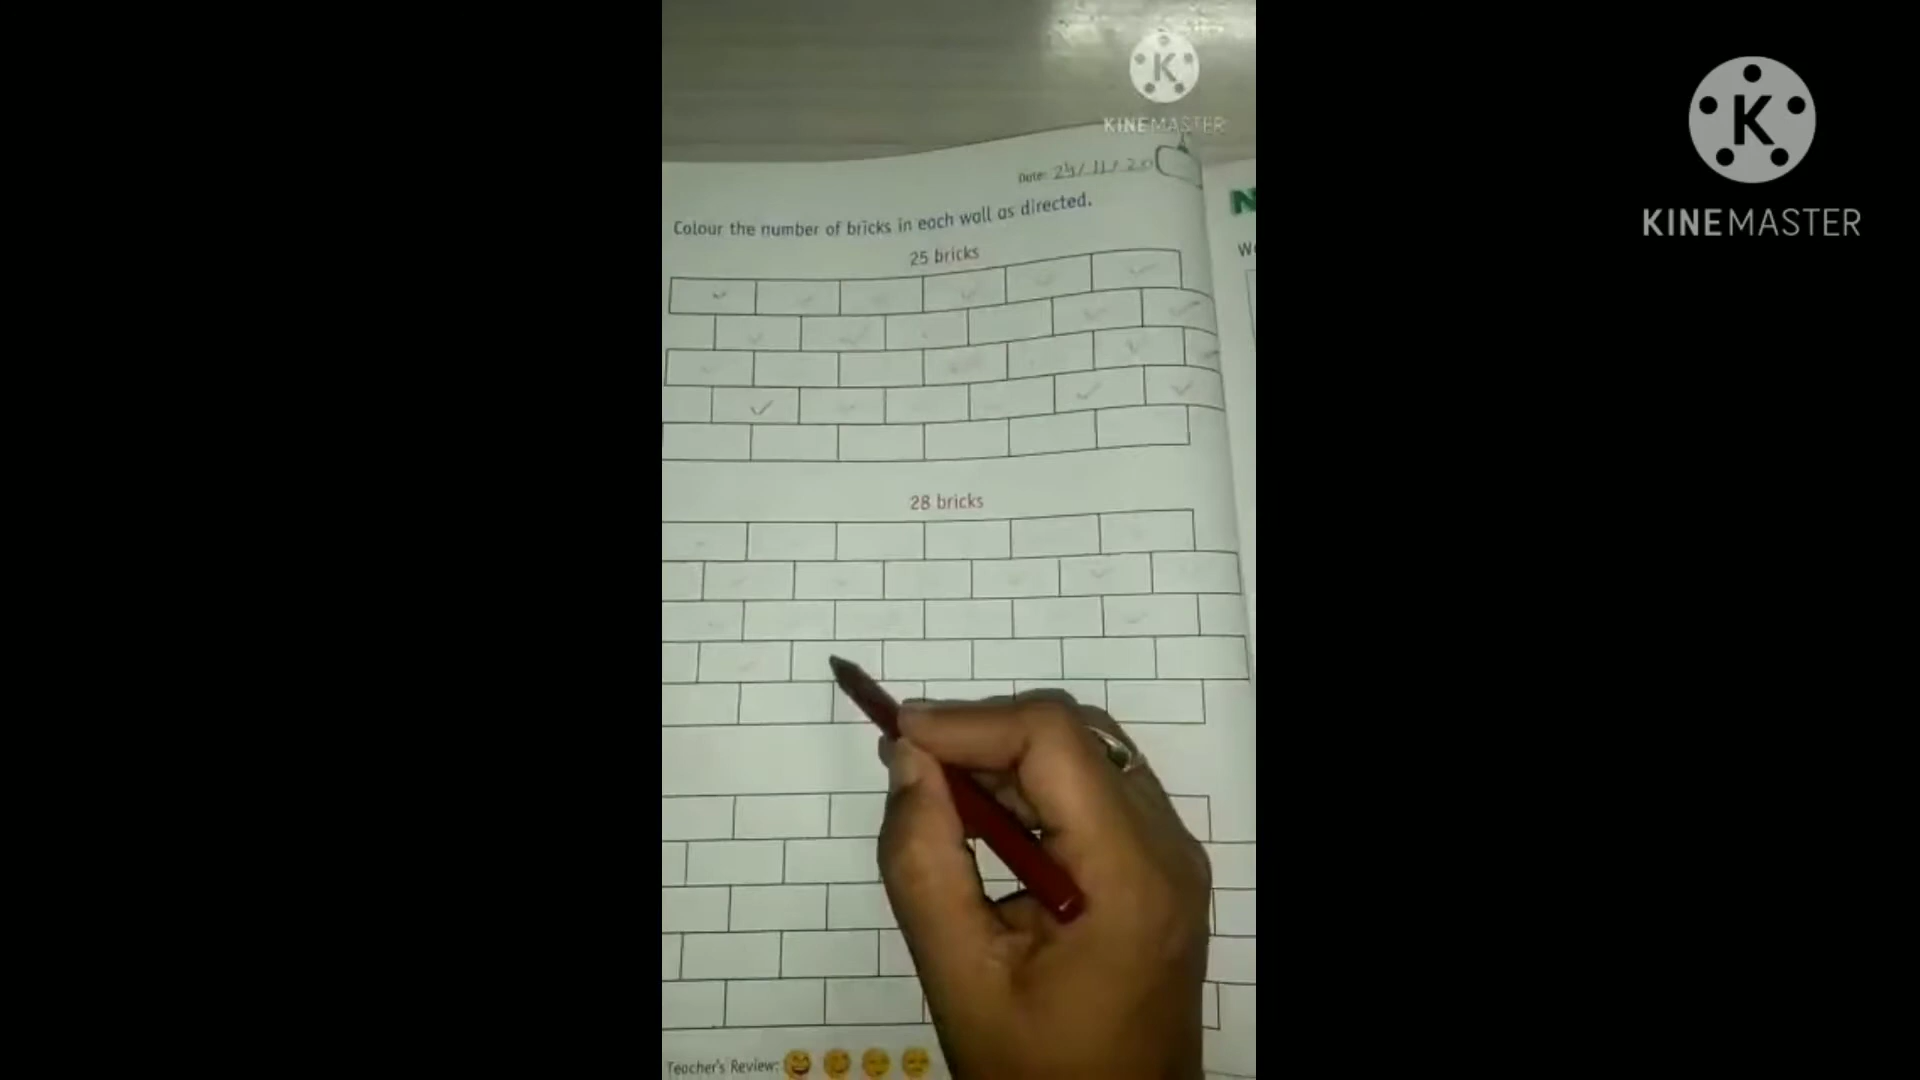 KINEMASTER
KINEMASTER
Date: 24/11/20
Colour the number of bricks in each wall as directed.
25 bricks
28 bricks
Teacher's Review: